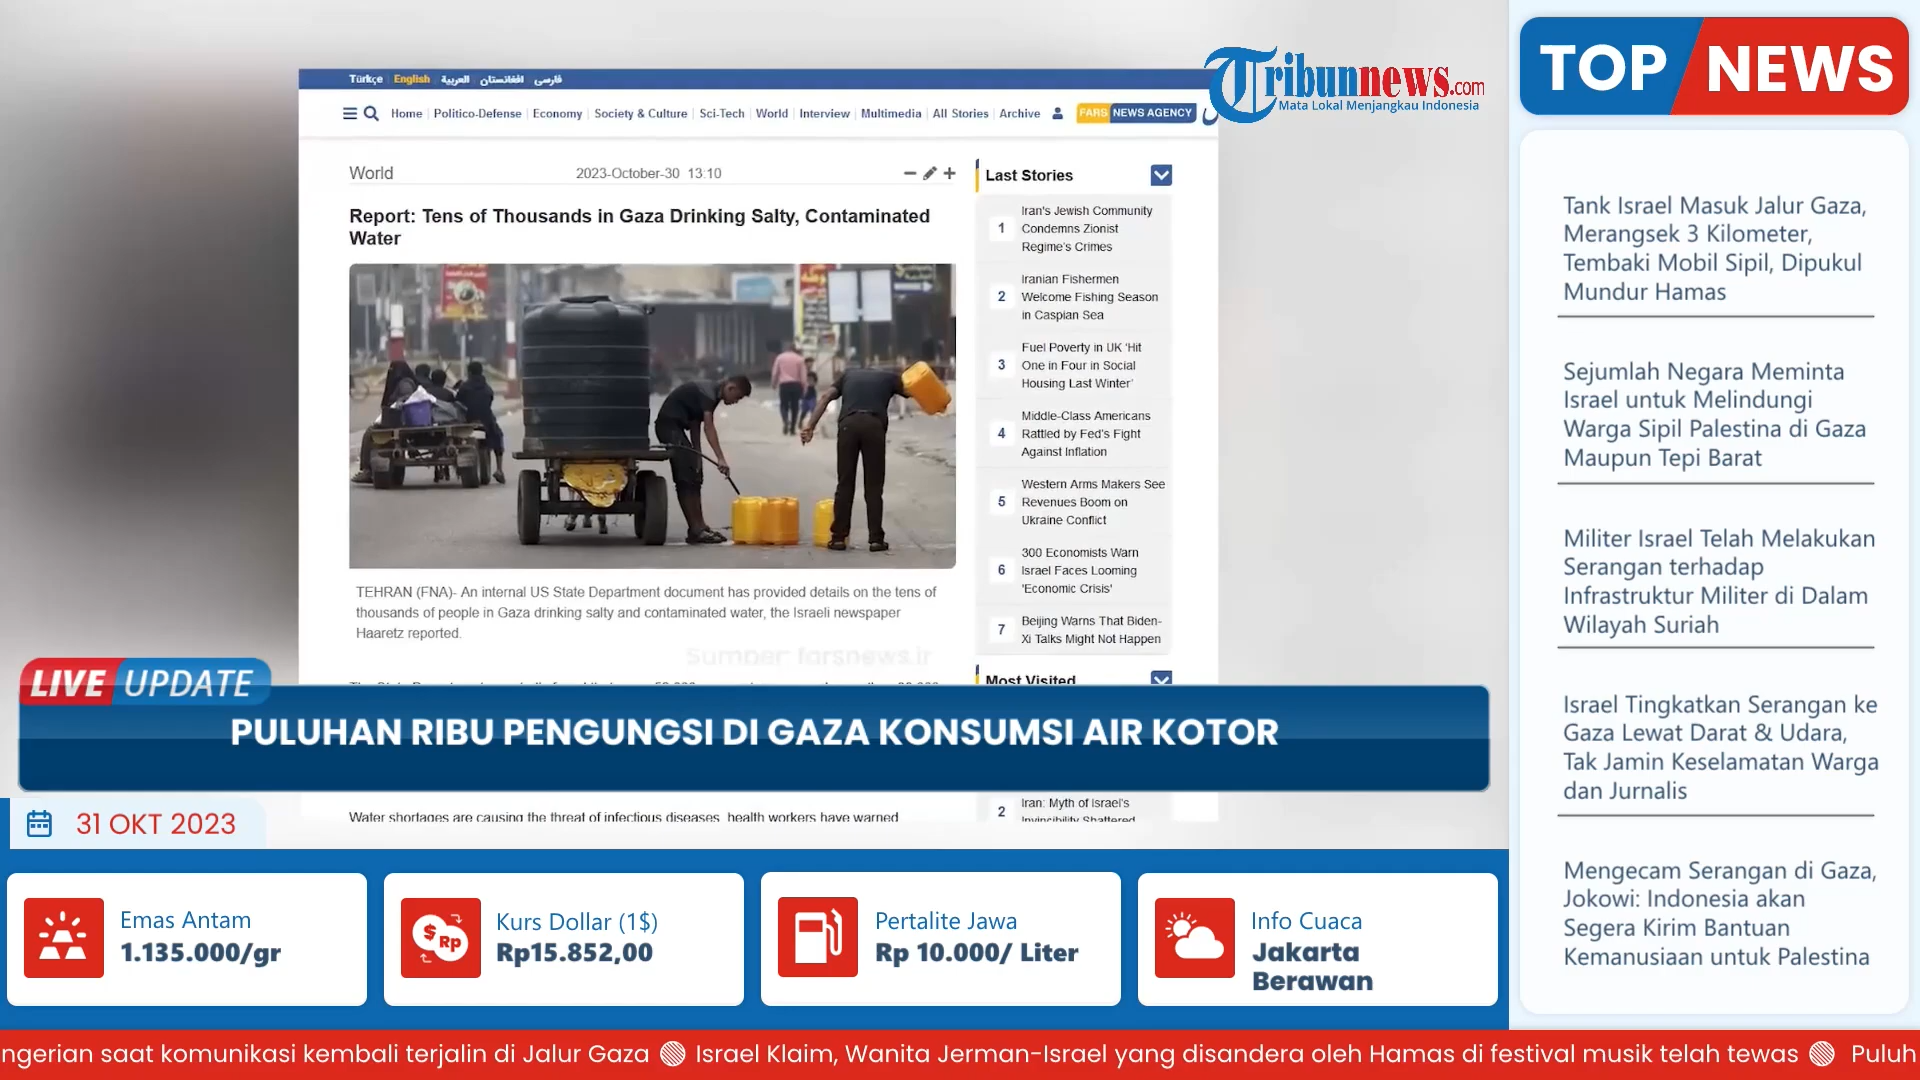 Türkçe English العربية افغانستان فارسی
Home Politico-Defense Economy Society & Culture Sci-Tech World Interview Multimedia All Stories Archive FARS NEWS AGENCY
Tribunnews.com
Mata Lokal Menjangkau Indonesia
World 2023-October-30 13:10
Report: Tens of Thousands in Gaza Drinking Salty, Contaminated
Water
TEHRAN (FNA)- An internal US State Department document has provided details on the tens of
thousands of people in Gaza drinking salty and contaminated water, the Israeli newspaper
Haaretz reported.
Sumber: farsnews.ir
Last Stories
1 Iran's Jewish Community
Condemns Zionist
Regime's Crimes
2 Iranian Fishermen
Welcome Fishing Season
in Caspian Sea
3 Fuel Poverty in UK 'Hit
One in Four in Social
Housing Last Winter'
4 Middle-Class Americans
Rattled by Fed's Fight
Against Inflation
5 Western Arms Makers See
Revenues Boom on
Ukraine Conflict
6 300 Economists Warn
Israel Faces Looming
'Economic Crisis'
7 Beijing Warns That Biden-
Xi Talks Might Not Happen
Most Visited
LIVE UPDATE
PULUHAN RIBU PENGUNGSI DI GAZA KONSUMSI AIR KOTOR
Water shortages are causing the threat of infectious diseases, health workers have warned
2 Iran: Myth of Israel's
Invincibility Shattered
31 OKT 2023
Emas Antam
1.135.000/gr
$ Rp
Kurs Dollar (1$)
Rp15.852,00
Pertalite Jawa
Rp 10.000/ Liter
Info Cuaca
Jakarta
Berawan
TOP NEWS
Tank Israel Masuk Jalur Gaza,
Merangsek 3 Kilometer,
Tembaki Mobil Sipil, Dipukul
Mundur Hamas
Sejumlah Negara Meminta
Israel untuk Melindungi
Warga Sipil Palestina di Gaza
Maupun Tepi Barat
Militer Israel Telah Melakukan
Serangan terhadap
Infrastruktur Militer di Dalam
Wilayah Suriah
Israel Tingkatkan Serangan ke
Gaza Lewat Darat & Udara,
Tak Jamin Keselamatan Warga
dan Jurnalis
Mengecam Serangan di Gaza,
Jokowi: Indonesia akan
Segera Kirim Bantuan
Kemanusiaan untuk Palestina
ngerian saat komunikasi kembali terjalin di Jalur Gaza Israel Klaim, Wanita Jerman-Israel yang disandera oleh Hamas di festival musik telah tewas Puluh